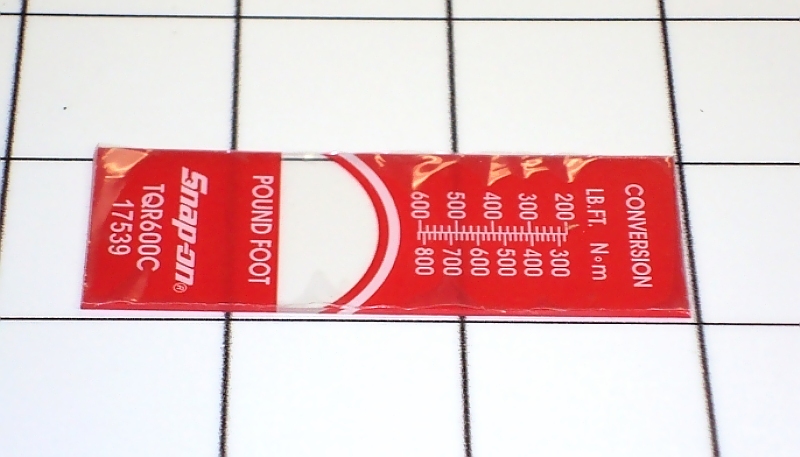 Snap-on®
TQR600C
17539
POUND FOOT
CONVERSION
LB.FT. N∘m
200 300
300 400
400 500
500 600
600 700
800